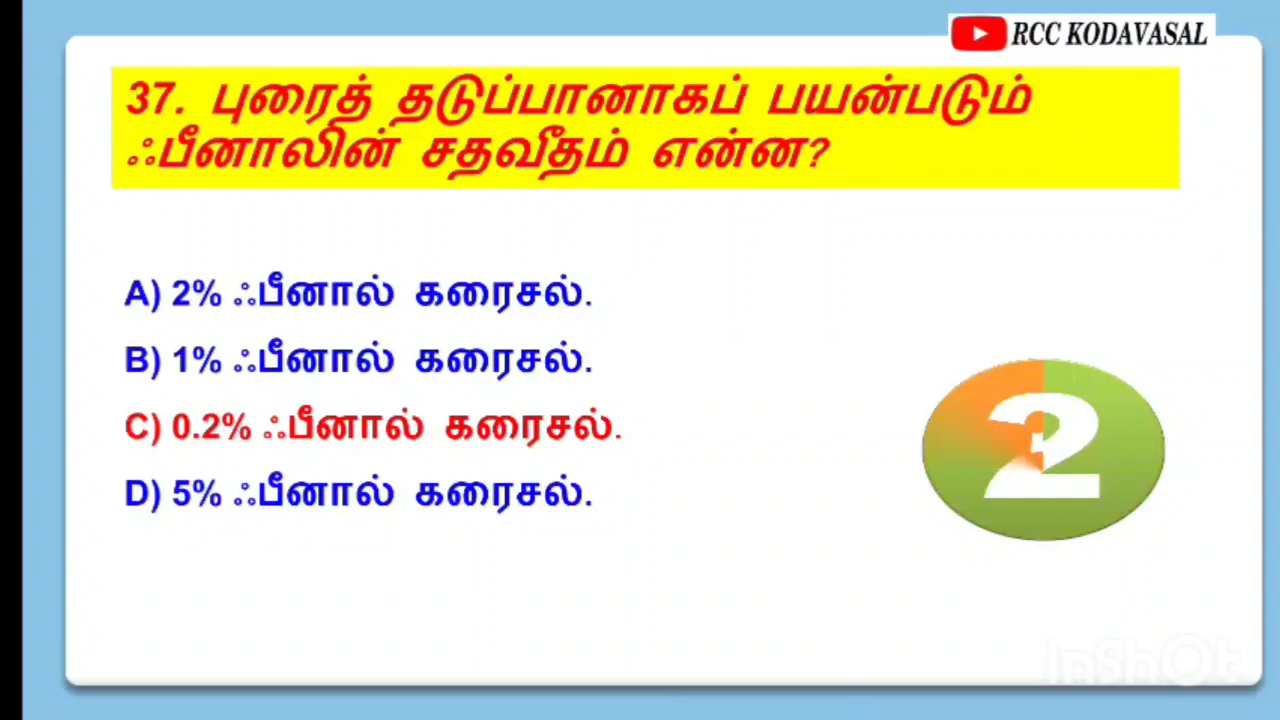 RCC KODAVASAL
37. புரைத் தடுப்பானாகப் பயன்படும்
ஃபீனாலின் சதவீதம் என்ன?
A) 2% ஃபீனால் கரைசல்.
B) 1% ஃபீனால் கரைசல்.
C) 0.2% ஃபீனால் கரைசல்.
D) 5% ஃபீனால் கரைசல்.
2
InShOt